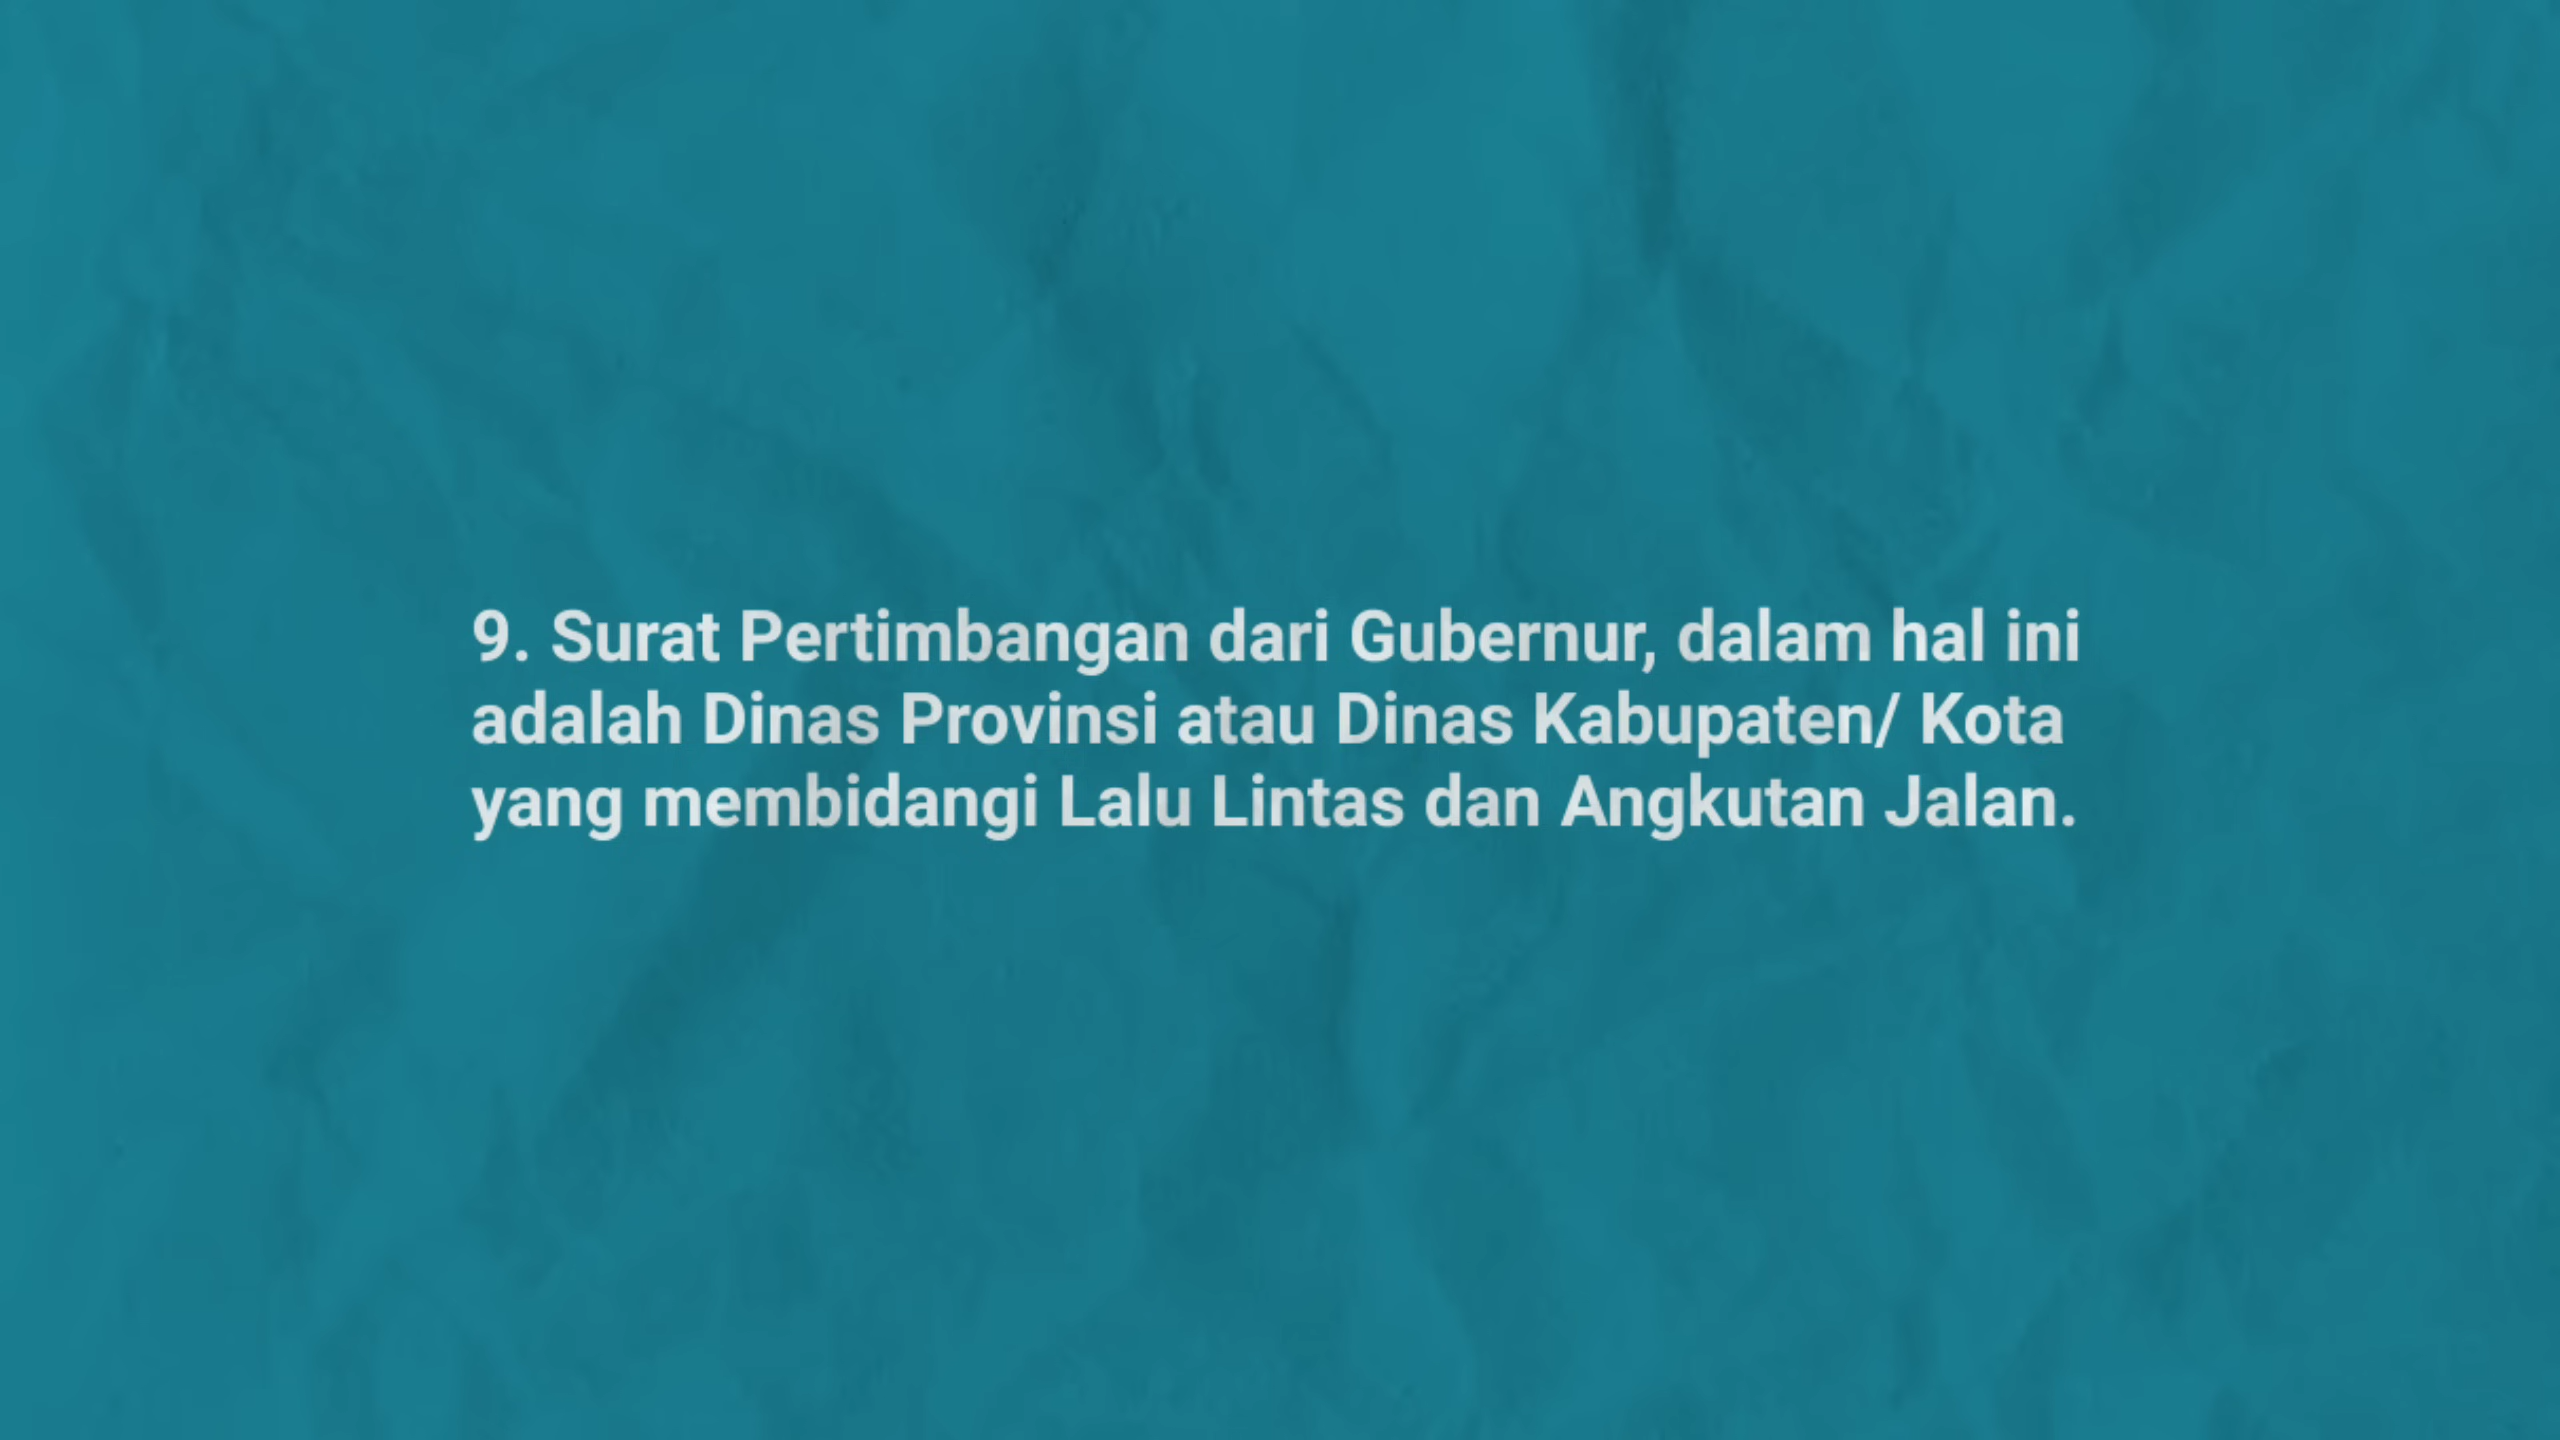 9. Surat Pertimbangan dari Gubernur, dalam hal ini
adalah Dinas Provinsi atau Dinas Kabupaten/ Kota
yang membidangi Lalu Lintas dan Angkutan Jalan.